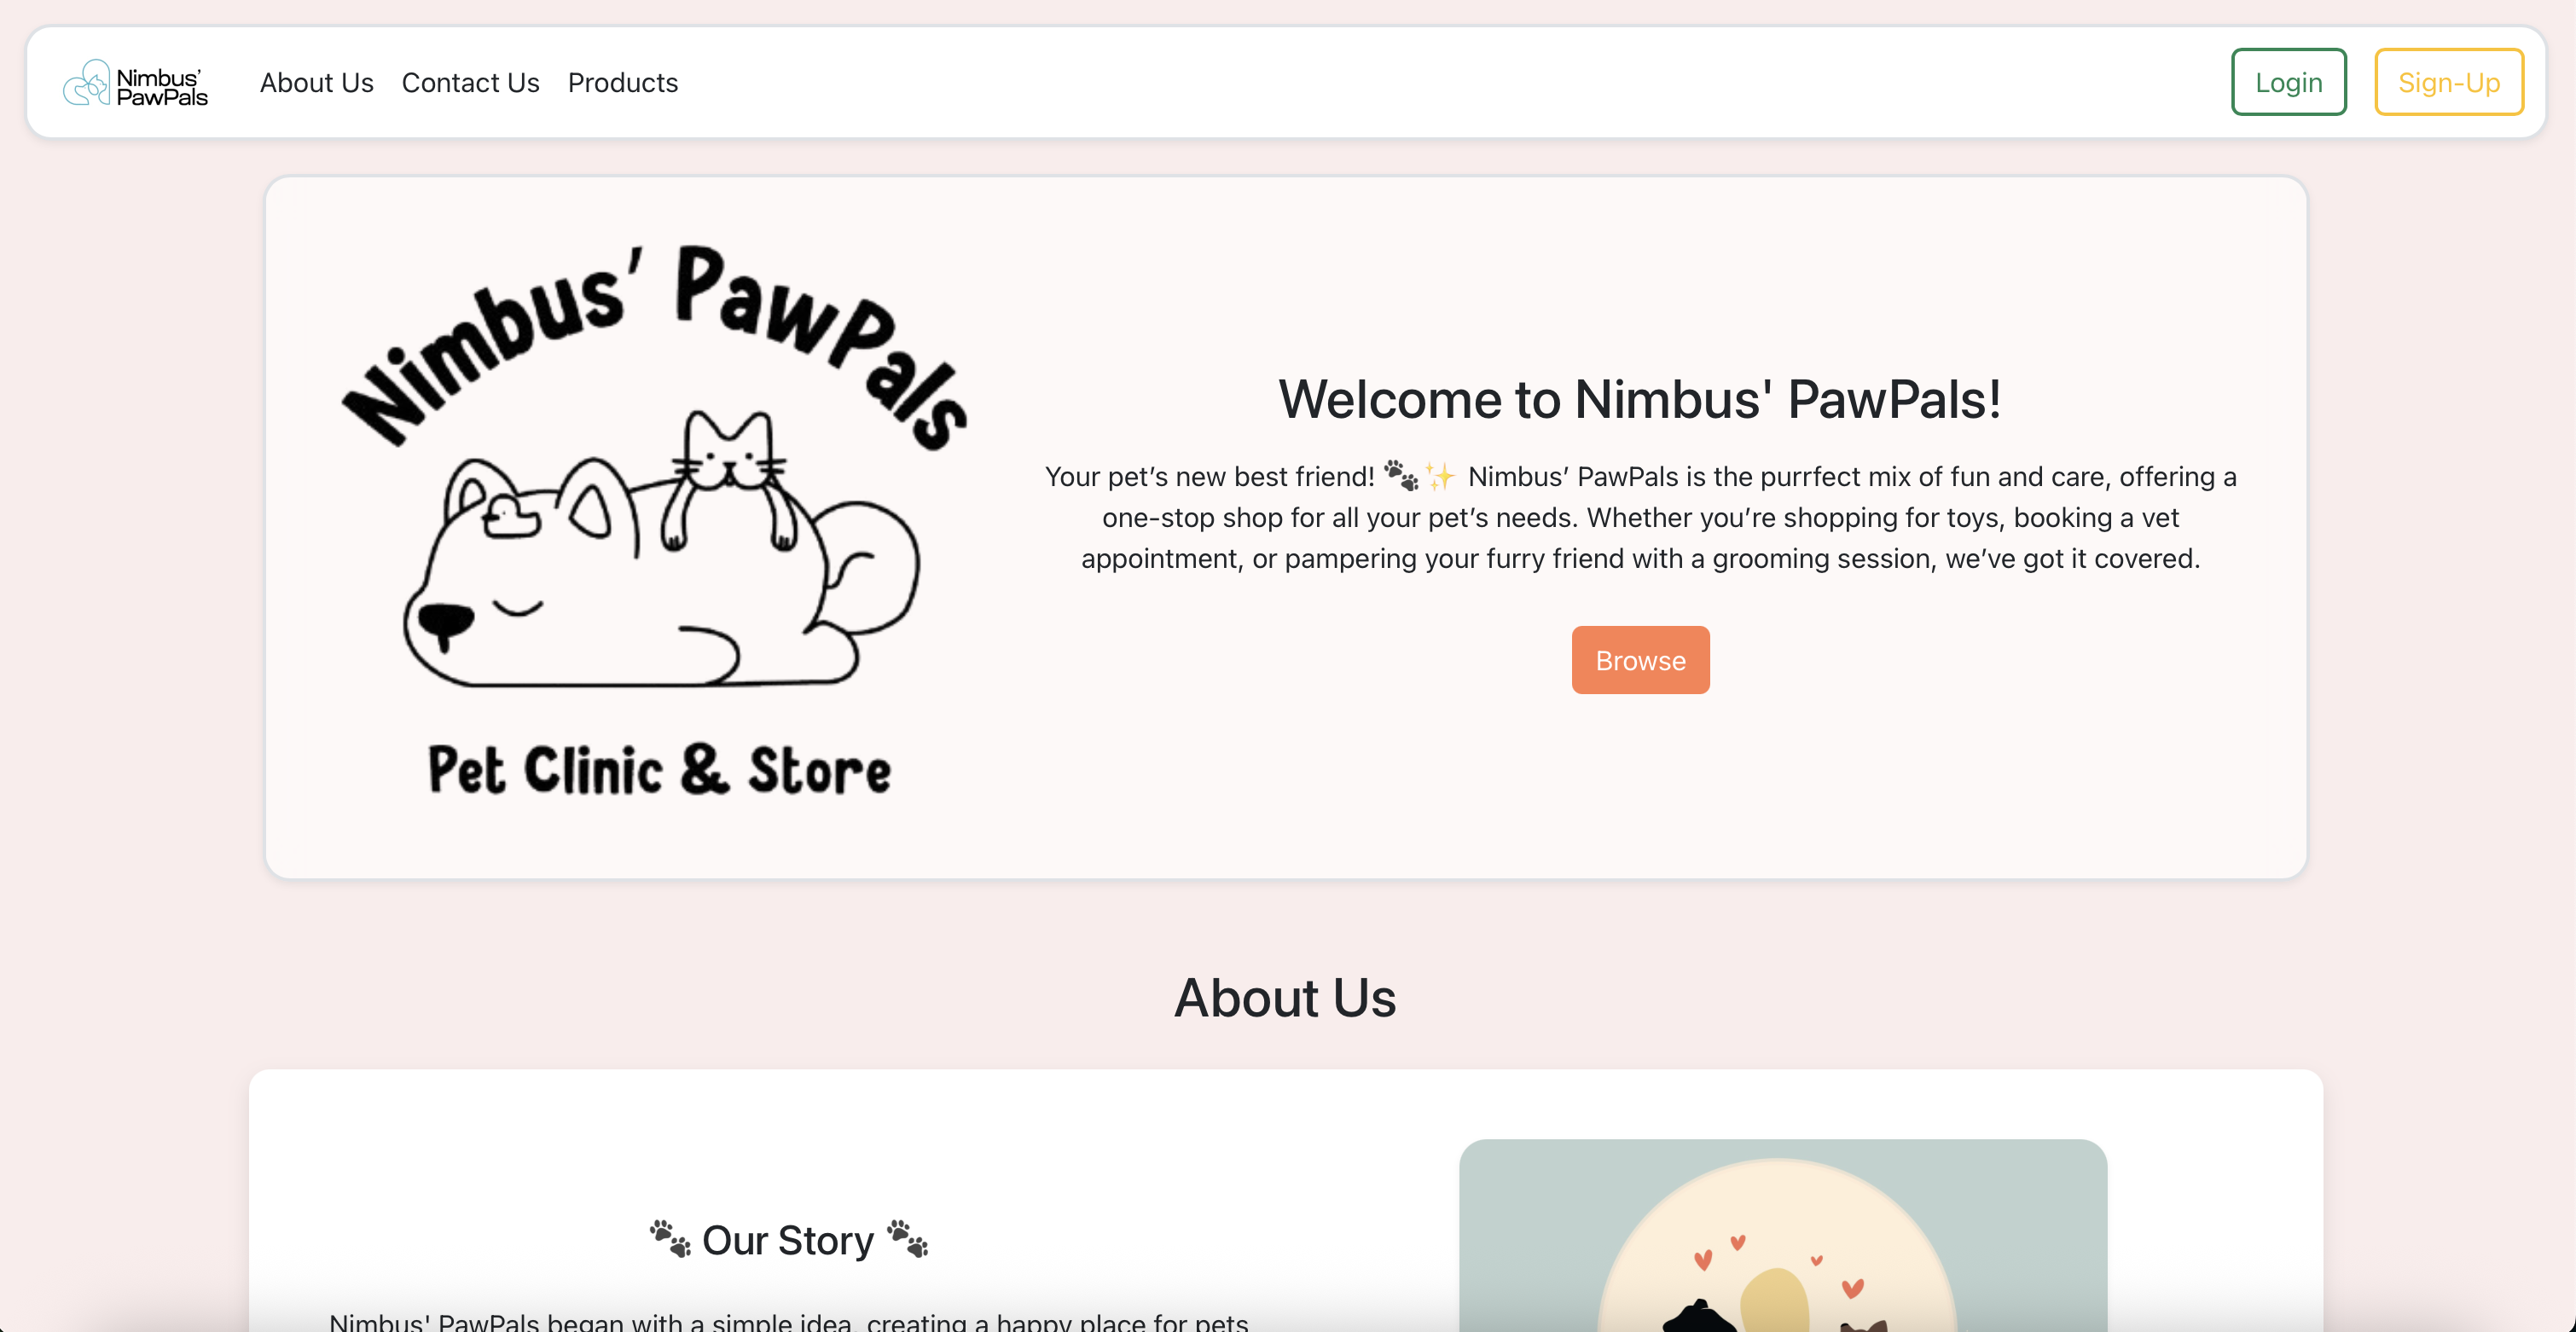 Nimbus’
PawPals
About Us Contact Us Products
Login Sign-Up
Nimbus’ PawPals
Pet Clinic & Store
Welcome to Nimbus' PawPals!
Your pet’s new best friend! 🐾✨ Nimbus’ PawPals is the purrfect mix of fun and care, offering a
one-stop shop for all your pet’s needs. Whether you’re shopping for toys, booking a vet
appointment, or pampering your furry friend with a grooming session, we’ve got it covered.
Browse
About Us
🐾 Our Story 🐾
Nimbus' PawPals began with a simple idea, creating a happy place for pets